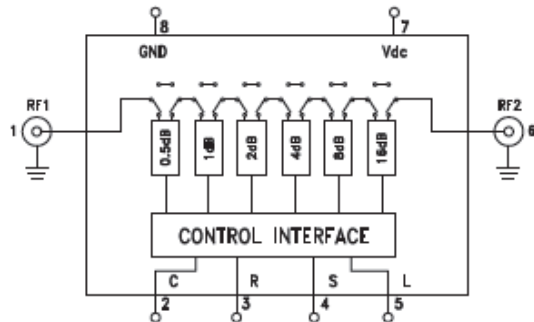 8 7
GND Vdc
RF1 RF2
1 6
0.5dB 1dB 2dB 4dB 8dB 16dB
CONTROL INTERFACE
C R S L
2 3 4 5